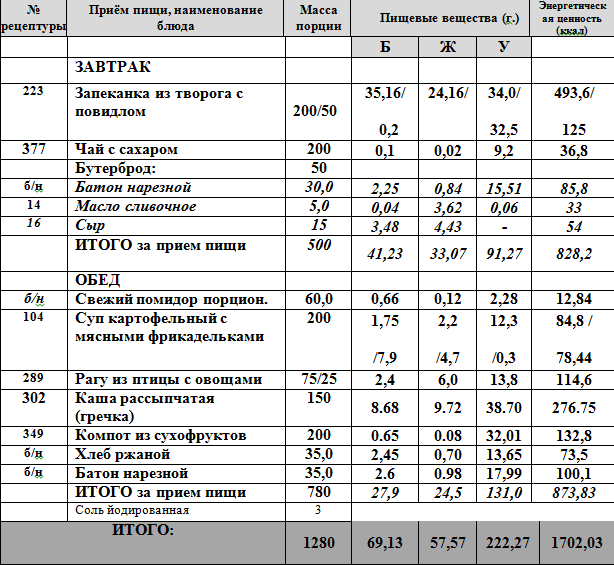 № рецептуры Приём пищи, наименование блюда Масса порции Пищевые вещества (г.) Энергетическая ценность (ккал)
Б Ж У
ЗАВТРАК
223 Запеканка из творога с повидлом 200/50 35,16/ 0,2 24,16/ 34,0/ 32,5 493,6/ 125
377 Чай с сахаром 200 0,1 0,02 9,2 36,8
Бутерброд: 50
б/н Батон нарезной 30,0 2,25 0,84 15,51 85,8
14 Масло сливочное 5,0 0,04 3,62 0,06 33
16 Сыр 15 3,48 4,43 - 54
ИТОГО за прием пищи 500 41,23 33,07 91,27 828,2
ОБЕД
б/н Свежий помидор порцион. 60,0 0,66 0,12 2,28 12,84
104 Суп картофельный с мясными фрикадельками 200 1,75 /7,9 2,2 /4,7 12,3 /0,3 84,8 / 78,44
289 Рагу из птицы с овощами 75/25 2,4 6,0 13,8 114,6
302 Каша рассыпчатая (гречка) 150 8.68 9.72 38.70 276.75
349 Компот из сухофруктов 200 0.65 0.08 32,01 132,8
б/н Хлеб ржаной 35,0 2,45 0,70 13,65 73,5
б/н Батон нарезной 35,0 2.6 0.98 17,99 100,1
ИТОГО за прием пищи 780 27,9 24,5 131,0 873,83
Соль йодированная 3
ИТОГО: 1280 69,13 57,57 222,27 1702,03